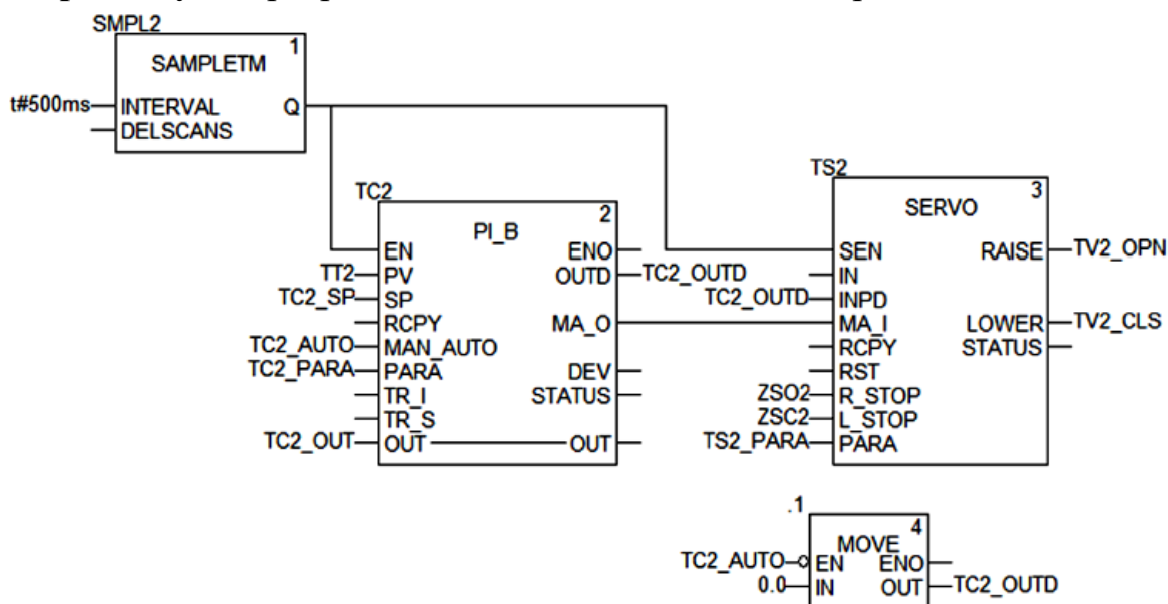 SMPL2
1
SAMPLETM
t#500ms INTERVAL Q
DELSCANS
TC2
2
PI_B
EN ENO
TT2 PV OUTD TC2_OUTD
TC2_SP SP
RCPY MA_O
TC2_AUTO MAN_AUTO
TC2_PARA PARA DEV
TR_I STATUS
TR_S
TC2_OUT OUT OUT
TS2
3
SERVO
SEN RAISE TV2_OPN
IN
TC2_OUTD INPD
MA_I LOWER TV2_CLS
RCPY STATUS
RST
ZSO2 R_STOP
ZSC2 L_STOP
TS2_PARA PARA
.1
4
MOVE
TC2_AUTO EN ENO
0.0 IN OUT TC2_OUTD